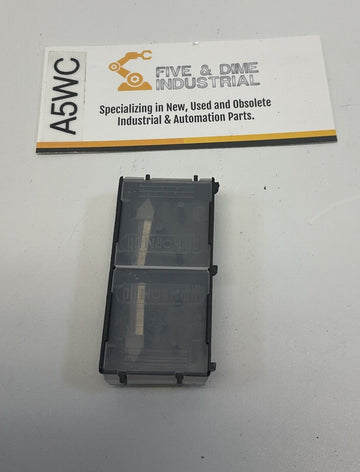 A5WC
FIVE & DIME
INDUSTRIAL
Specializing in New, Used and Obsolete
Industrial & Automation Parts.